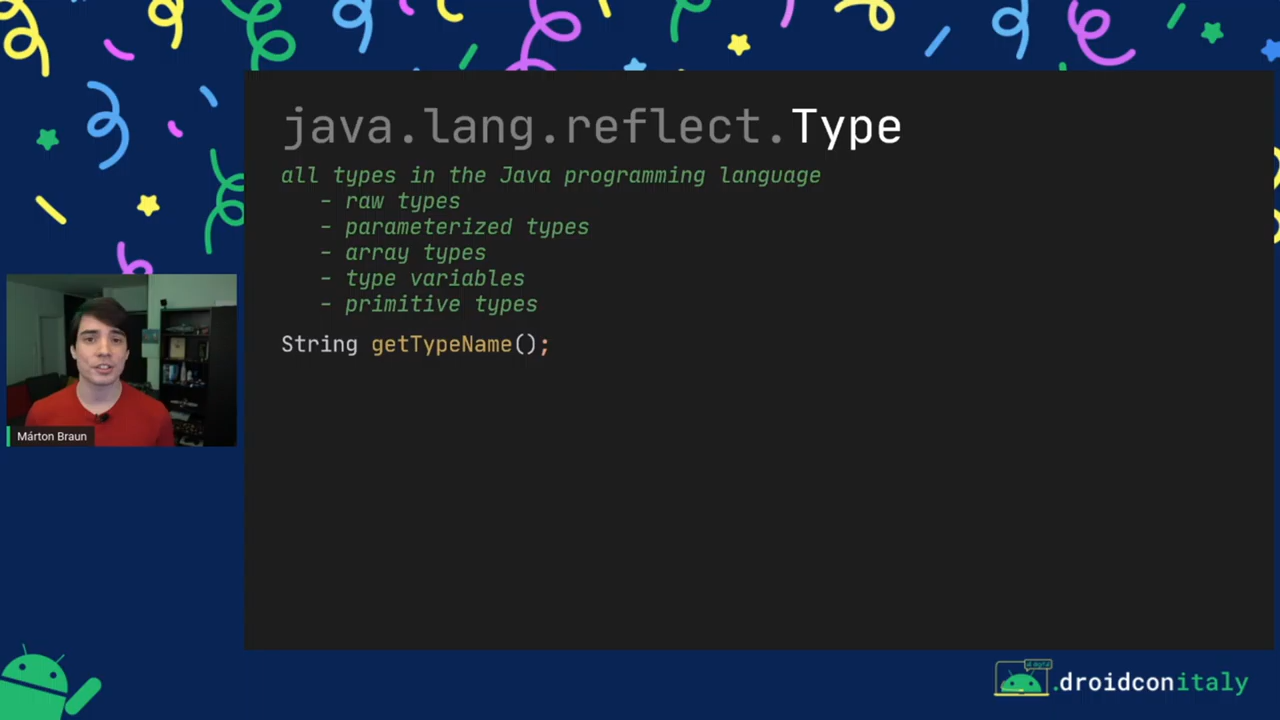 java.lang.reflect.Type
all types in the Java programming language
- raw types
- parameterized types
- array types
- type variables
- primitive types
String getTypeName();
Márton Braun
.droidconitaly